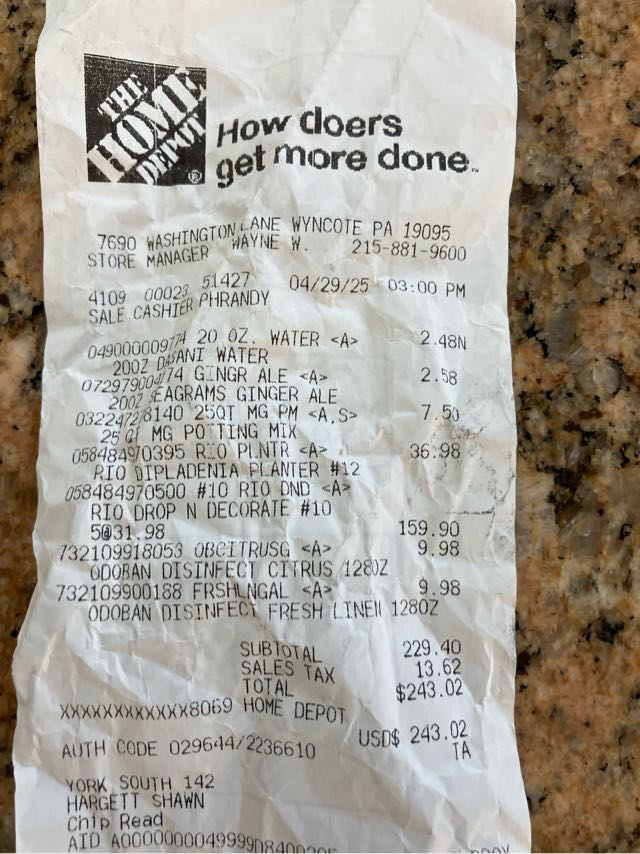 THE
HOME
DEPOT
®
How doers
get more done™
7690 WASHINGTON LANE WYNCOTE PA 19095
STORE MANAGER WAYNE W. 215-881-9600
4109 00023 51427 04/29/25 03:00 PM
SALE CASHIER PHRANDY
049000009774 20 OZ. WATER <A> 2.48N
20OZ DASANI WATER
GINGR ALE <A> 2.58
20OZ SEAGRAMS GINGER ALE
032247278140 25QT MG PM <A,S> 7.50
25 QT MG POTTING MIX
058484970395 RIO PLNTR <A> 36.98
RIO DIPLADENIA PLANTER #12
058484970500 #10 RIO DND <A>
RIO DROP N DECORATE #10
5@31.98 159.90
732109918053 OBCITRUSG <A> 9.98
ODOBAN DISINFECT CITRUS 128OZ
732109900188 FRSHLNGAL <A> 9.98
ODOBAN DISINFECT FRESH LINEN 128OZ
SUBTOTAL 229.40
SALES TAX 13.62
TOTAL $243.02
XXXXXXXXXXXX8069 HOME DEPOT
USD$ 243.02
AUTH CODE 029644/2236610 TA
YORK SOUTH 142
HARGETT SHAWN
Chip Read
AID